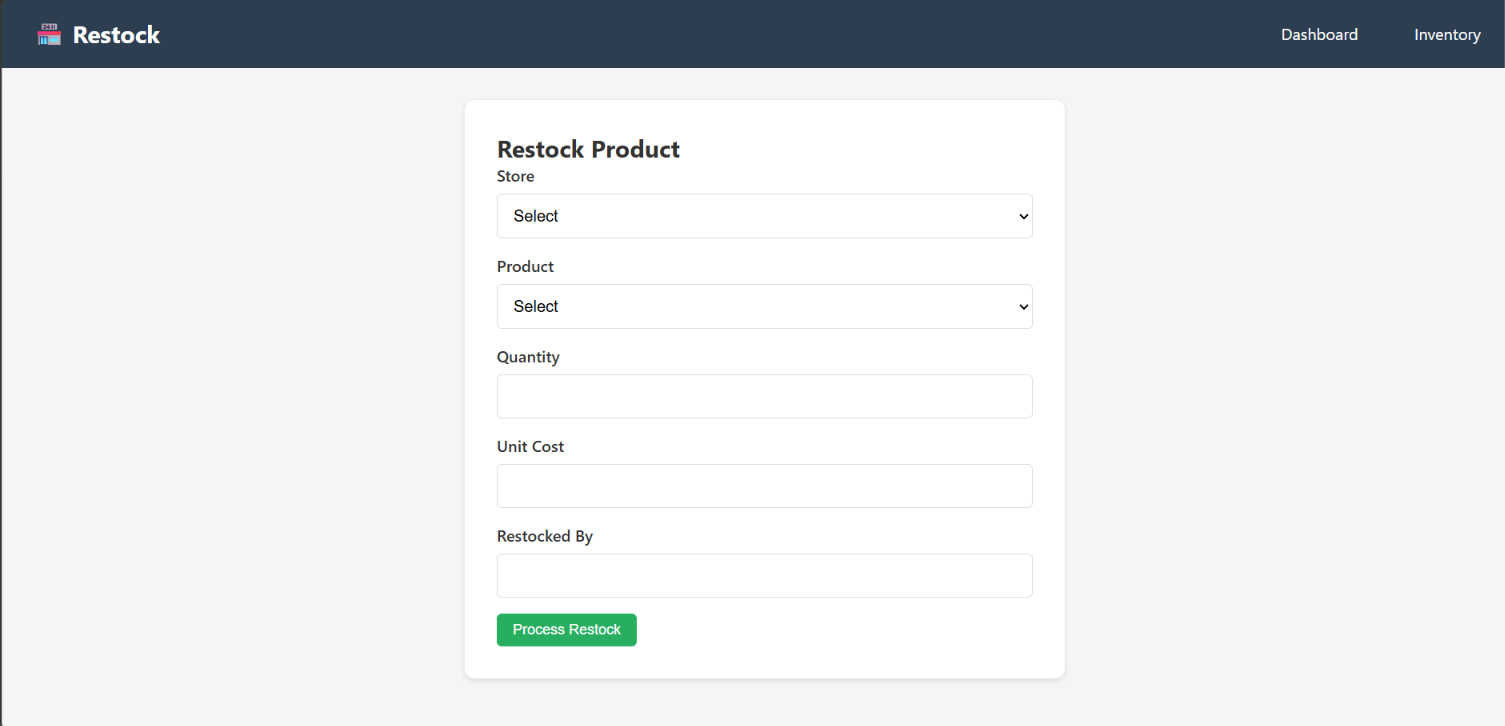 Restock
Dashboard Inventory
Restock Product
Store
Select
Product
Select
Quantity
Unit Cost
Restocked By
Process Restock